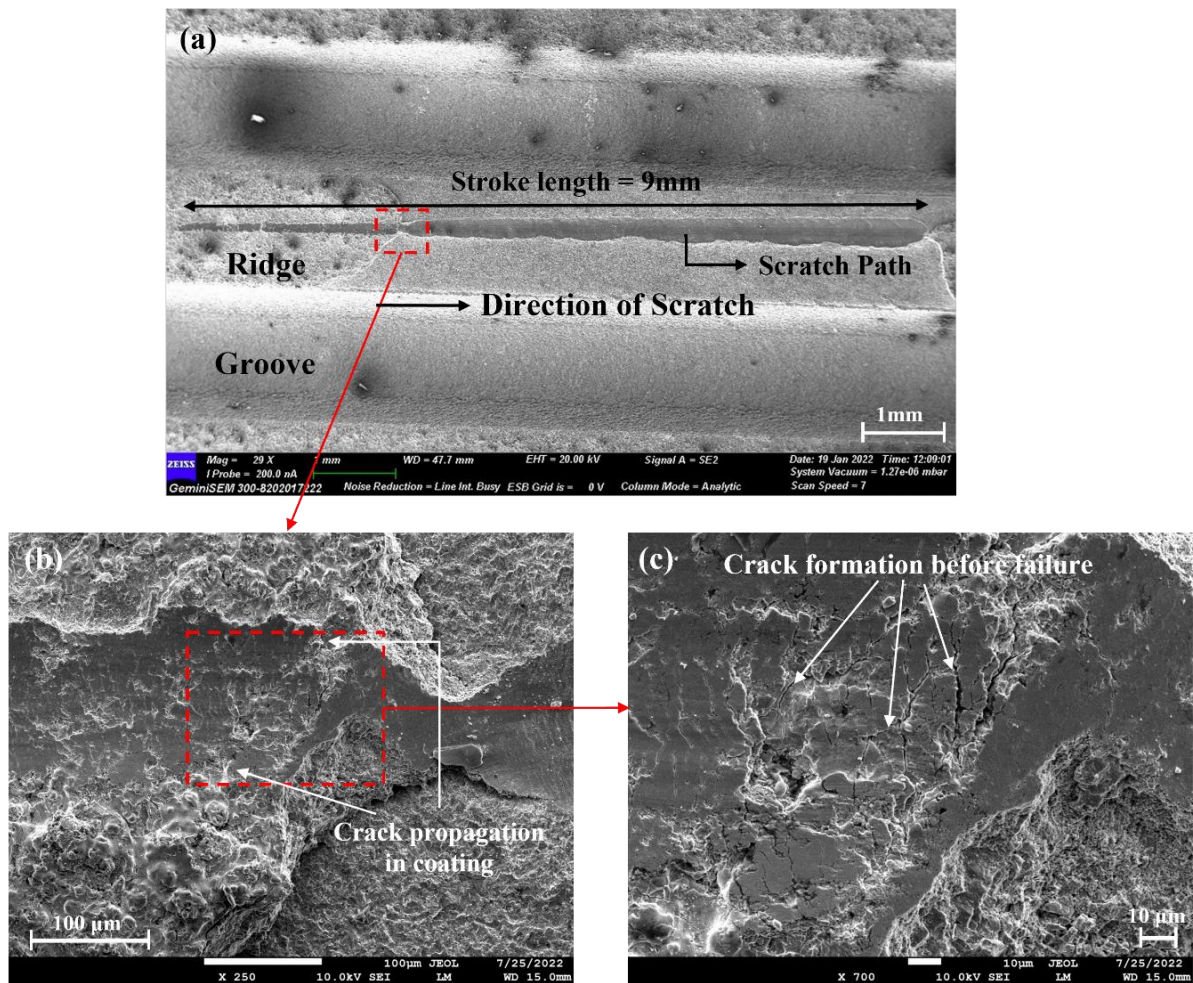 (a)
Stroke length = 9mm
Ridge
Scratch Path
Direction of Scratch
Groove
1mm
ZEISS
Mag = 29 X
mm
WD = 47.7 mm
EHT = 20.00 kV
Signal A = SE2
Date: 19 Jan 2022 Time: 12:09:01
I Probe = 200.0 nA
System Vacuum = 1.27e-06 mbar
GeminiSEM 300-8202017222
Noise Reduction = Line Int. Busy
ESB Grid is = 0 V
Column Mode = Analytic
Scan Speed = 7
(b)
Crack propagation
in coating
100 µm
100µm JEOL 7/25/2022
X 250 10.0kV SEI LM WD 15.0mm
(c)
Crack formation before failure
10 µm
10µm JEOL 7/25/2022
X 700 10.0kV SEI LM WD 15.0mm